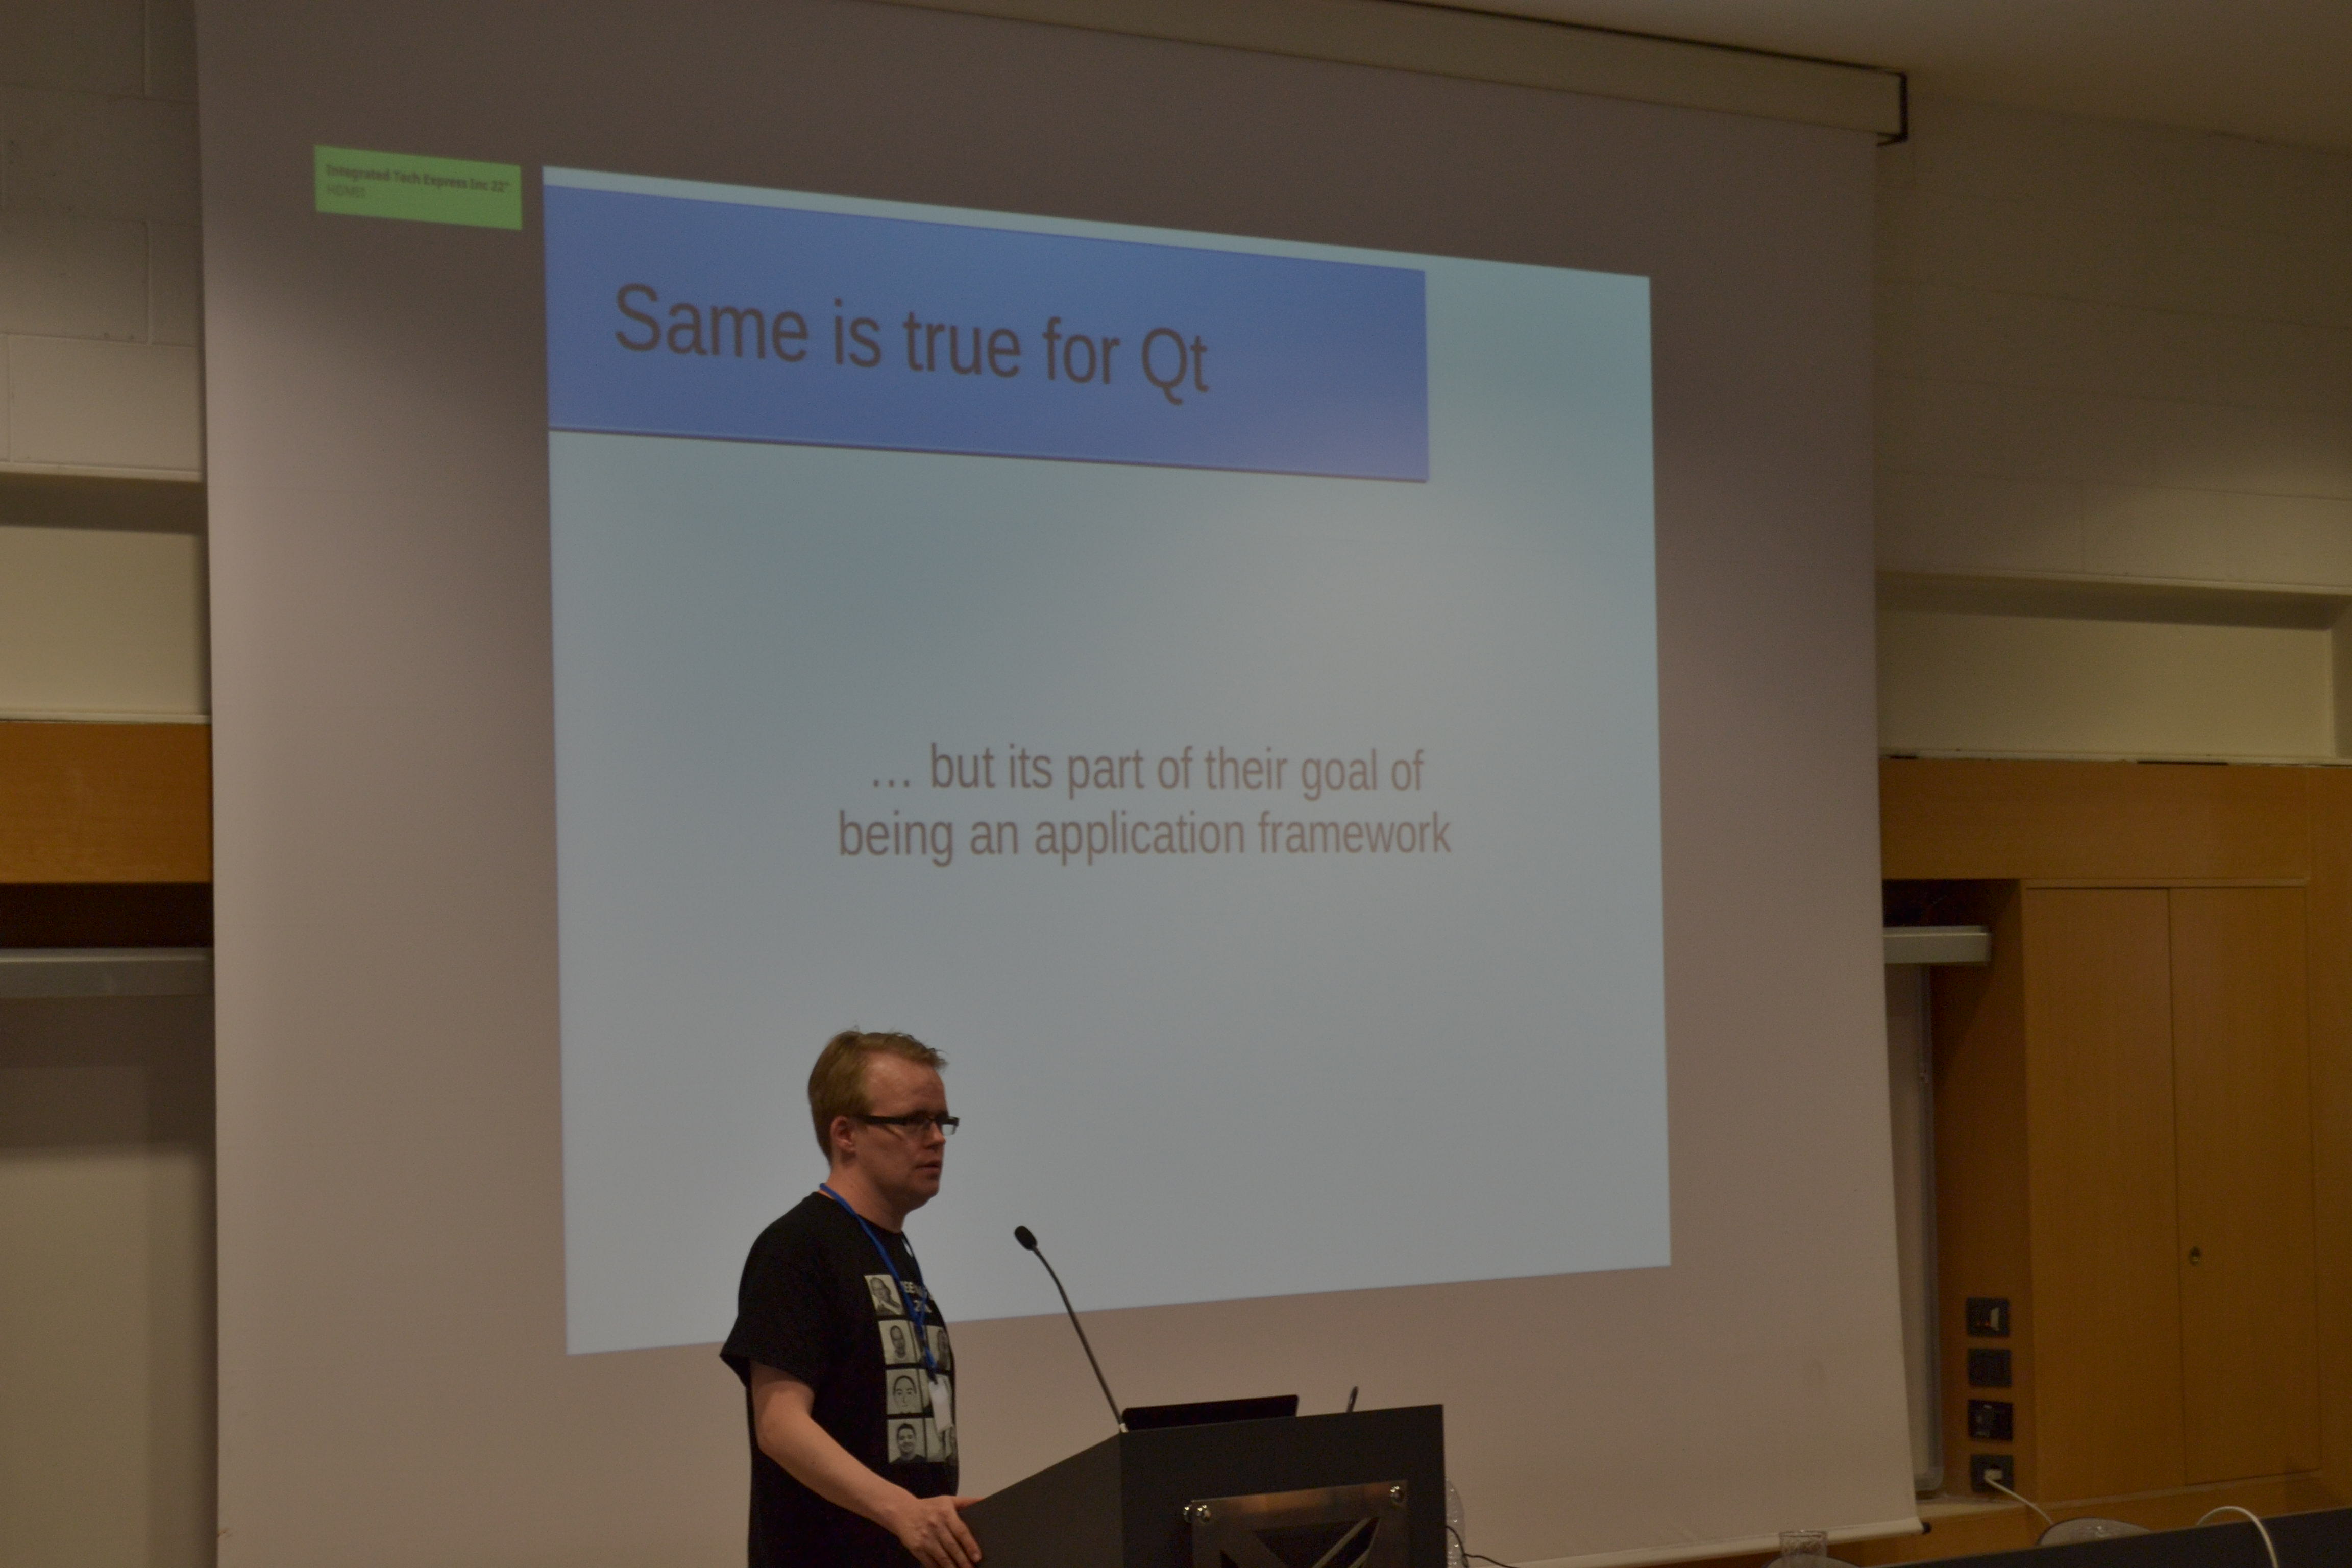 Integrated Tech Express Inc 22"
HDMI1
Same is true for Qt
... but its part of their goal of
being an application framework